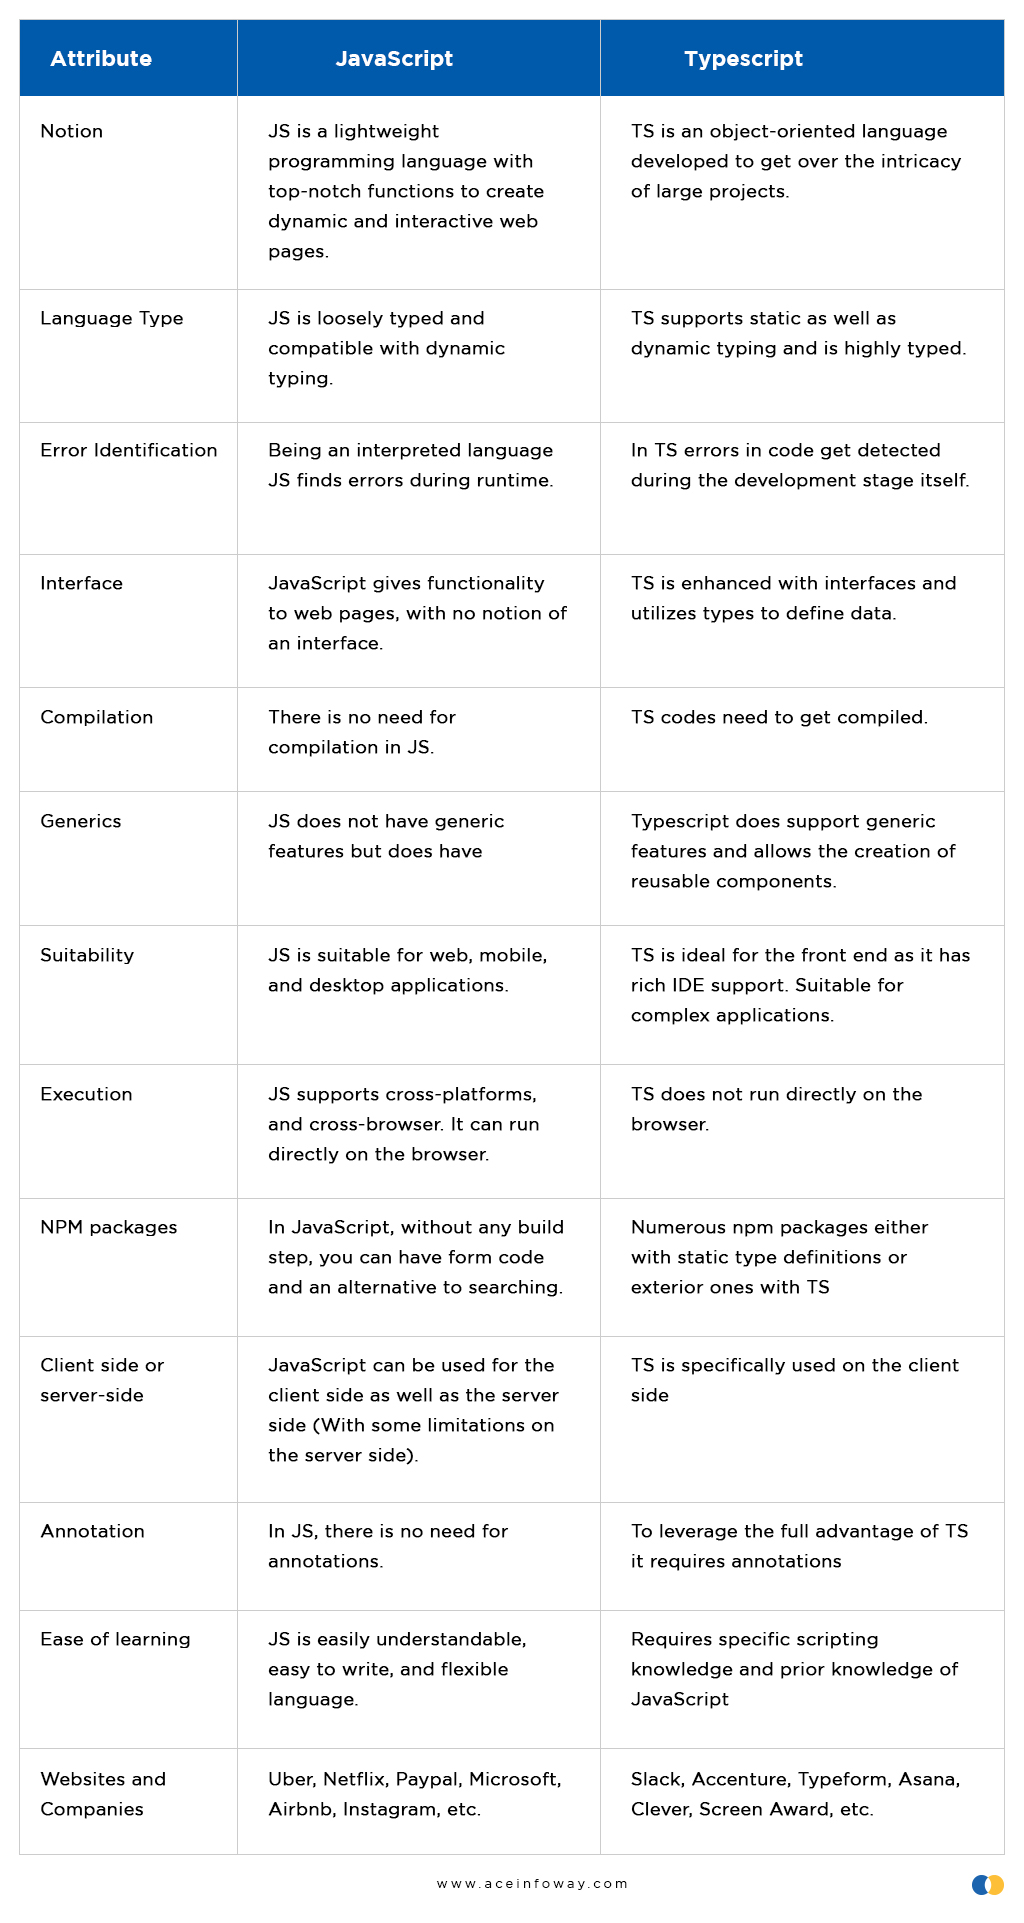 Attribute
JavaScript
Typescript
Notion
JS is a lightweight
programming language with
top-notch functions to create
dynamic and interactive web
pages.
TS is an object-oriented language
developed to get over the intricacy
of large projects.
Language Type
JS is loosely typed and
compatible with dynamic
typing.
TS supports static as well as
dynamic typing and is highly typed.
Error Identification
Being an interpreted language
JS finds errors during runtime.
In TS errors in code get detected
during the development stage itself.
Interface
JavaScript gives functionality
to web pages, with no notion of
an interface.
TS is enhanced with interfaces and
utilizes types to define data.
Compilation
There is no need for
compilation in JS.
TS codes need to get compiled.
Generics
JS does not have generic
features but does have
Typescript does support generic
features and allows the creation of
reusable components.
Suitability
JS is suitable for web, mobile,
and desktop applications.
TS is ideal for the front end as it has
rich IDE support. Suitable for
complex applications.
Execution
JS supports cross-platforms,
and cross-browser. It can run
directly on the browser.
TS does not run directly on the
browser.
NPM packages
In JavaScript, without any build
step, you can have form code
and an alternative to searching.
Numerous npm packages either
with static type definitions or
exterior ones with TS
Client side or
server-side
JavaScript can be used for the
client side as well as the server
side (With some limitations on
the server side).
TS is specifically used on the client
side
Annotation
In JS, there is no need for
annotations.
To leverage the full advantage of TS
it requires annotations
Ease of learning
JS is easily understandable,
easy to write, and flexible
language.
Requires specific scripting
knowledge and prior knowledge of
JavaScript
Websites and
Companies
Uber, Netflix, Paypal, Microsoft,
Airbnb, Instagram, etc.
Slack, Accenture, Typeform, Asana,
Clever, Screen Award, etc.
www.aceinfoway.com